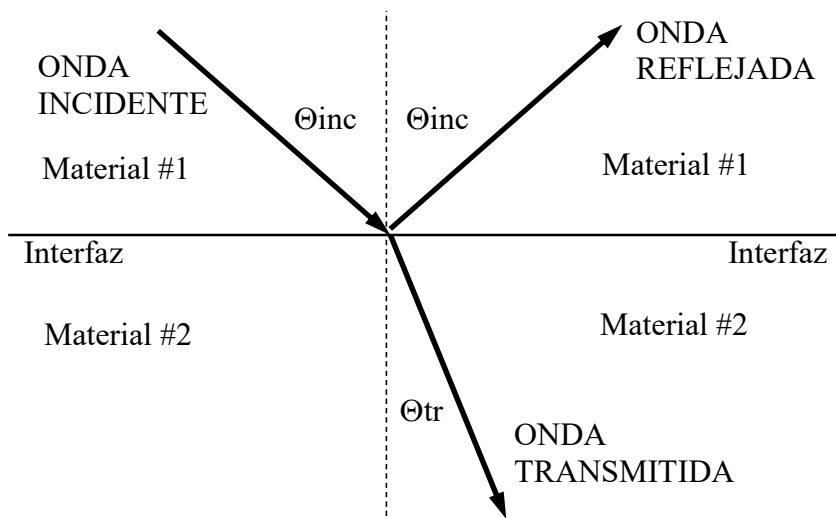 ONDA
INCIDENTE
ONDA
REFLEJADA
Θinc
Θinc
Material #1
Material #1
Interfaz
Interfaz
Material #2
Material #2
Θtr
ONDA
TRANSMITIDA